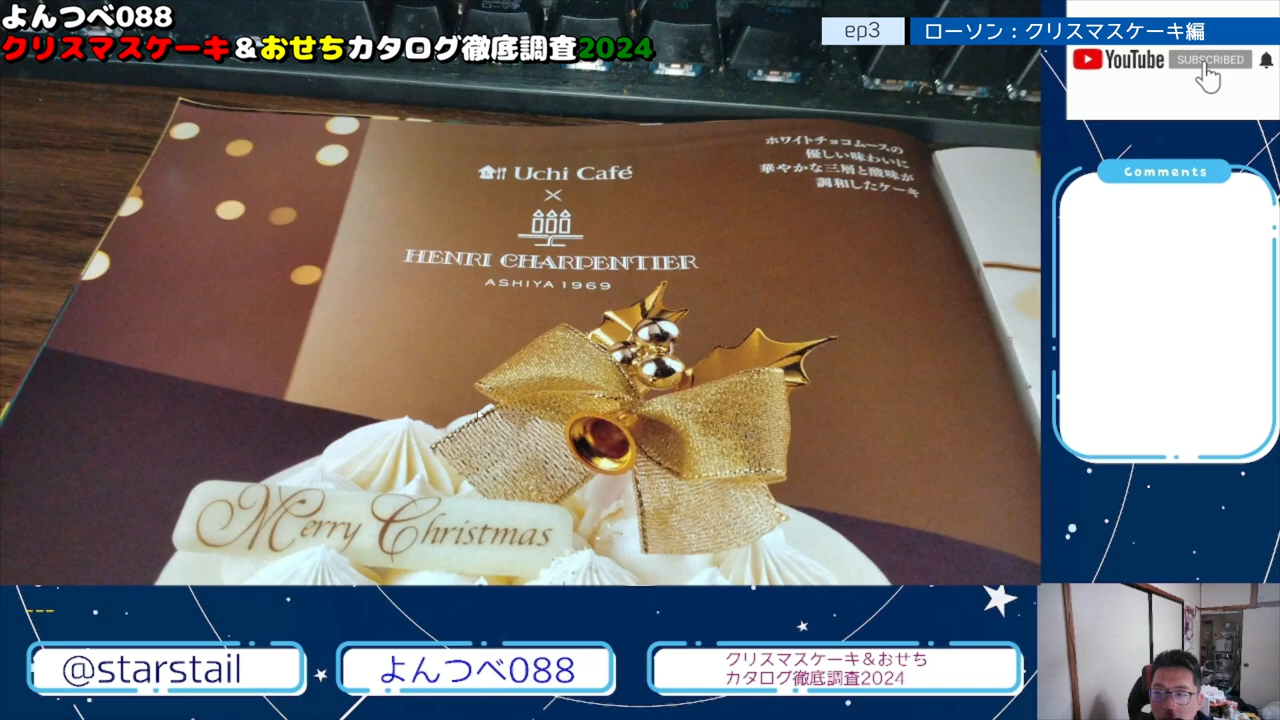 よんつべ088
クリスマスケーキ＆おせちカタログ徹底調査2024
ep3
ローソン：クリスマスケーキ編
YouTube
SUBSCRIBED
Comments
Uchi Café
×
HENRI CHARPENTIER
ASHIYA 1969
ホワイトチョコムースの
優しい味わいに
華やかな三層と酸味が
調和したケーキ
Merry Christmas
---
@starstail
よんつべ088
クリスマスケーキ＆おせち
カタログ徹底調査2024